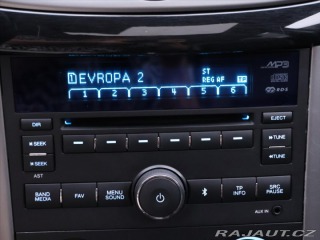 MP3
1 EVROPA 2
ST
REG AF
TP
1 2 3 4 5 6
RDS
DIR
EJECT
SEEK
TUNE
SEEK
TUNE
AST
BAND MEDIA
FAV
MENU SOUND
TP INFO
SRC PAUSE
AUX IN
RAJAUT.CZ